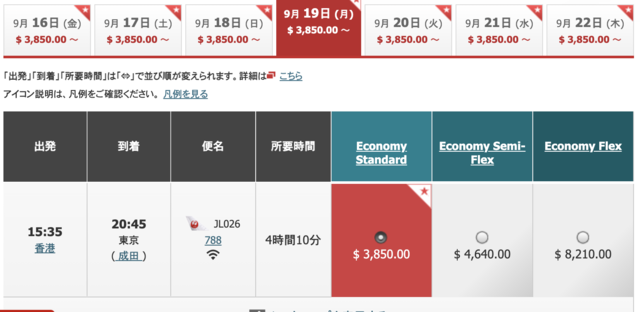 9月 16日 (金) 9月 17日 (土) 9月 18日 (日) 9月 19日 (月) 9月 20日 (火) 9月 21日 (水) 9月 22日 (木)
$ 3,850.00 ~ $ 3,850.00 ~ $ 3,850.00 ~ $ 3,850.00 ~ $ 3,850.00 ~ $ 3,850.00 ~ $ 3,850.00 ~
「出発」「到着」「所要時間」は「⇔」で並び順が変えられます。詳細は こちら
アイコン説明は、凡例をご確認ください。 凡例を見る
出発 到着 便名 所要時間 Economy Standard Economy Semi-Flex Economy Flex
15:35 香港
20:45 東京 (成田)
JL026
788
4時間10分
$ 3,850.00 $ 4,640.00 $ 8,210.00